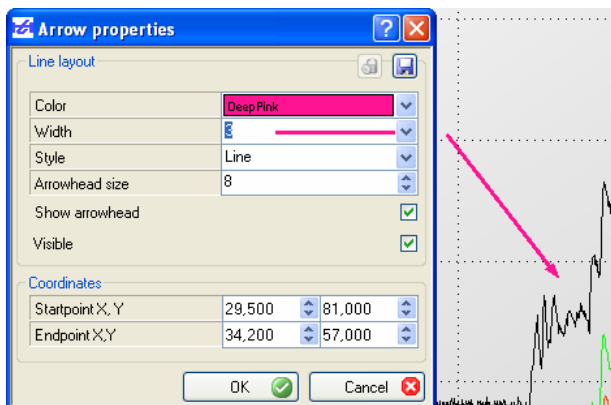 Arrow properties
Line layout
Color DeepPink
Width 3
Style Line
Arrowhead size 8
Show arrowhead
Visible
Coordinates
Startpoint X, Y 29,500 81,000
Endpoint X,Y 34,200 57,000
OK Cancel